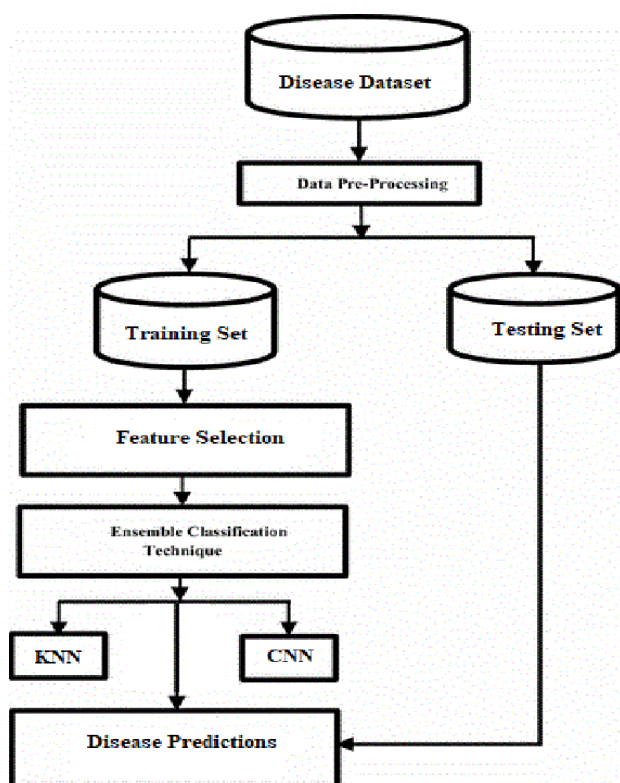 Disease Dataset
Data Pre-Processing
Training Set
Testing Set
Feature Selection
Ensemble Classification
Technique
KNN
CNN
Disease Predictions